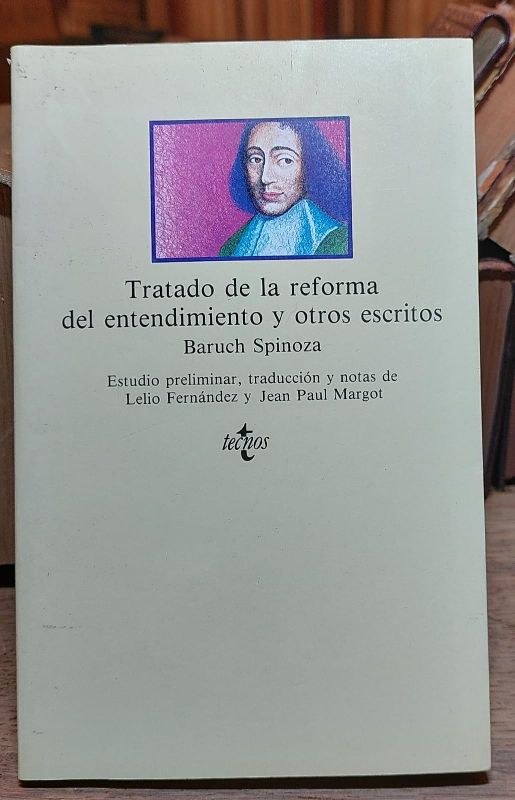 Tratado de la reforma
del entendimiento y otros escritos
Baruch Spinoza
Estudio preliminar, traducción y notas de
Lelio Fernández y Jean Paul Margot
tecnos